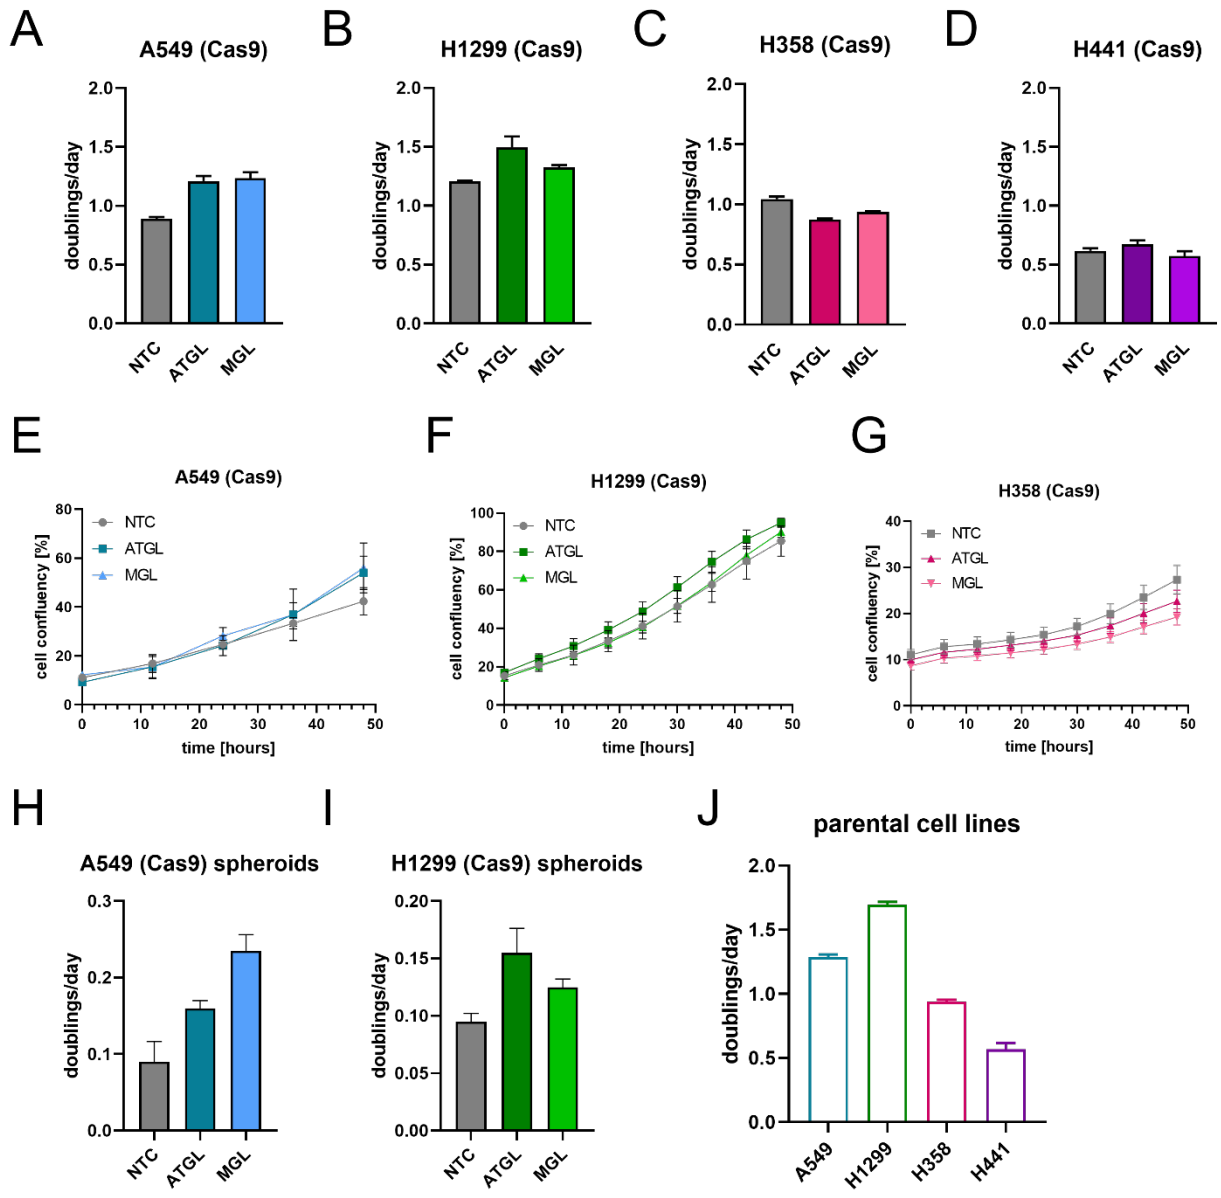 A
A549 (Cas9)
doublings/day
2.0
1.5
1.0
0.5
0.0
NTC
ATGL
MGL
B
H1299 (Cas9)
doublings/day
2.0
1.5
1.0
0.5
0.0
NTC
ATGL
MGL
C
H358 (Cas9)
doublings/day
2.0
1.5
1.0
0.5
0.0
NTC
ATGL
MGL
D
H441 (Cas9)
doublings/day
2.0
1.5
1.0
0.5
0.0
NTC
ATGL
MGL
E
A549 (Cas9)
cell confluency [%]
80
60
40
20
0
NTC
ATGL
MGL
0 10 20 30 40 50
time [hours]
F
H1299 (Cas9)
cell confluency [%]
100
80
60
40
20
0
NTC
ATGL
MGL
0 10 20 30 40 50
time [hours]
G
H358 (Cas9)
cell confluency [%]
40
30
20
10
0
NTC
ATGL
MGL
0 10 20 30 40 50
time [hours]
H
A549 (Cas9) spheroids
doublings/day
0.3
0.2
0.1
0.0
NTC
ATGL
MGL
I
H1299 (Cas9) spheroids
doublings/day
0.20
0.15
0.10
0.05
0.00
NTC
ATGL
MGL
J
parental cell lines
doublings/day
2.0
1.5
1.0
0.5
0.0
A549
H1299
H358
H441